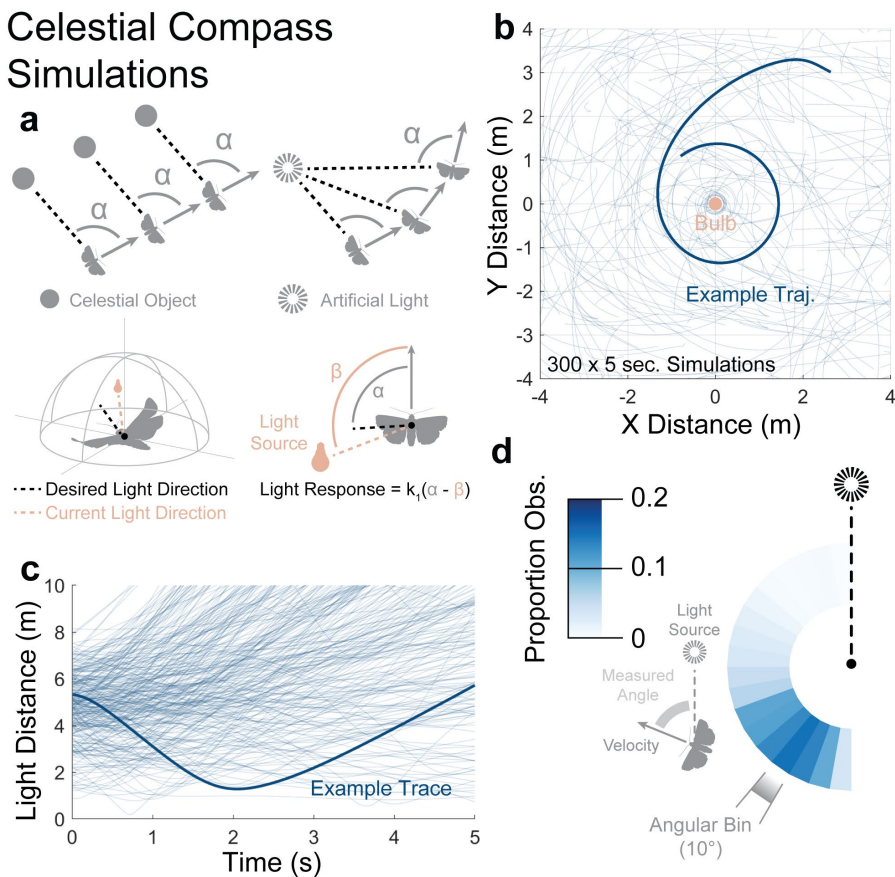 Celestial Compass
Simulations
a
α
α
α
α
α
α
Celestial Object
Artificial Light
β
α
Light
Source
Desired Light Direction
Current Light Direction
Light Response = k₁(α - β)
b
4
3
2
1
0
-1
-2
-3
-4
Y Distance (m)
Bulb
Example Traj.
300 x 5 sec. Simulations
-4
-2
0
2
4
X Distance (m)
c
10
8
6
4
2
0
Light Distance (m)
Example Trace
0
1
2
3
4
5
Time (s)
d
Proportion Obs.
0.2
0.1
0
Light
Source
Measured
Angle
Velocity
Angular Bin
(10°)